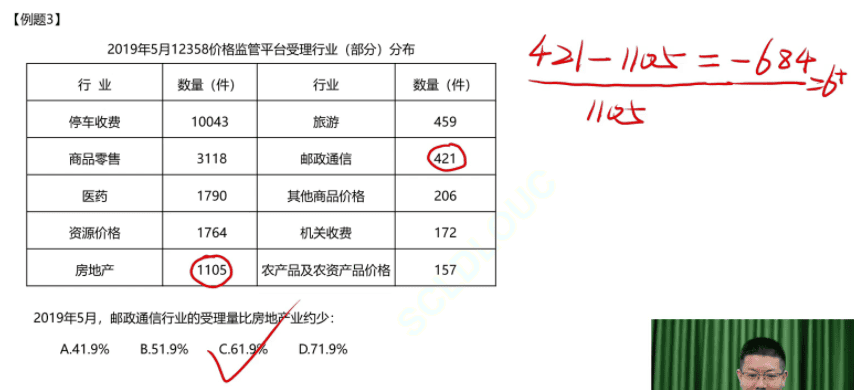 【例题3】
2019年5月12358价格监管平台受理行业（部分）分布
行 业 数量（件） 行业 数量（件）
停车收费 10043 旅游 459
商品零售 3118 邮政通信 421
医药 1790 其他商品价格 206
资源价格 1764 机关收费 172
房地产 1105 农产品及农资产品价格 157
2019年5月，邮政通信行业的受理量比房地产业约少：
A.41.9% B.51.9% C.61.9% D.71.9%
421-1105=-684
1105
=6+